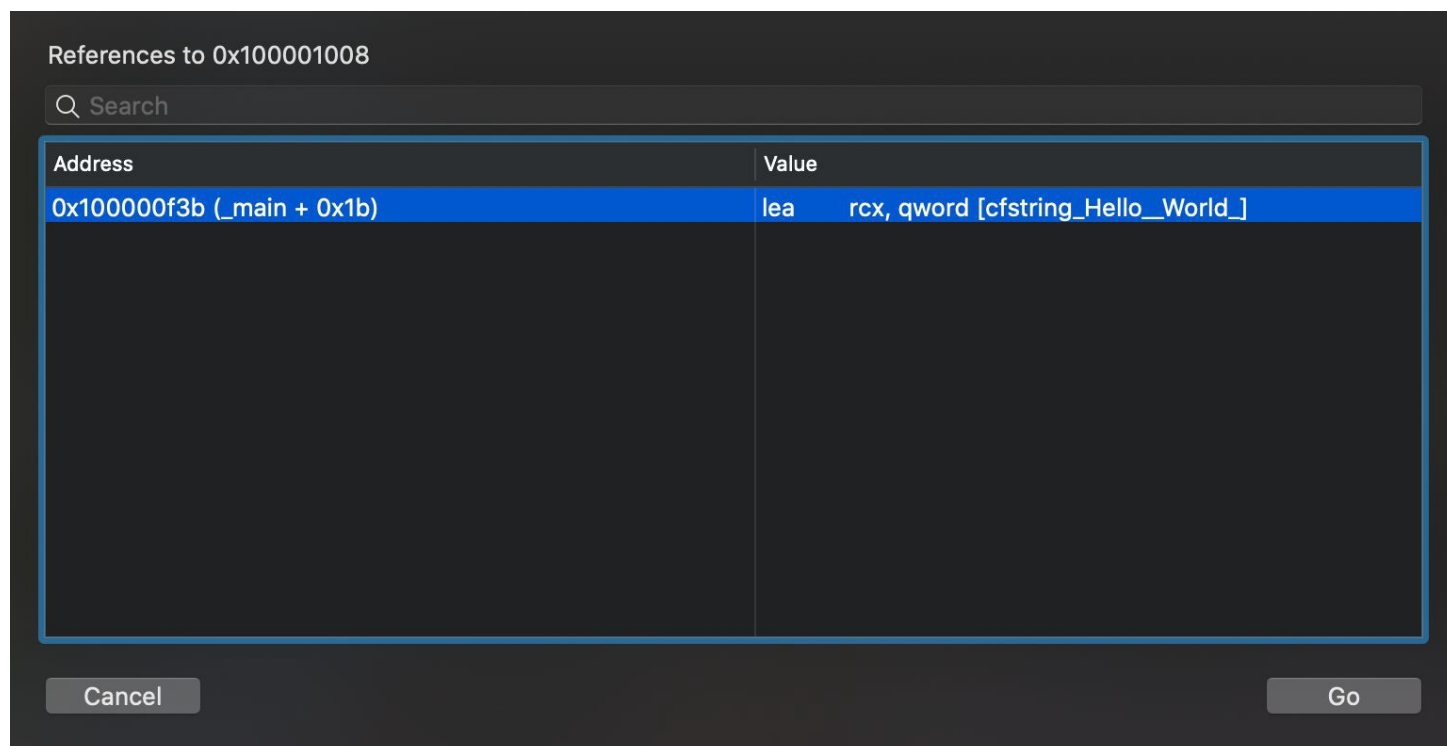 References to 0x100001008
Search
Address Value
0x100000f3b (_main + 0x1b) lea rcx, qword [cfstring_Hello__World_]
Cancel Go